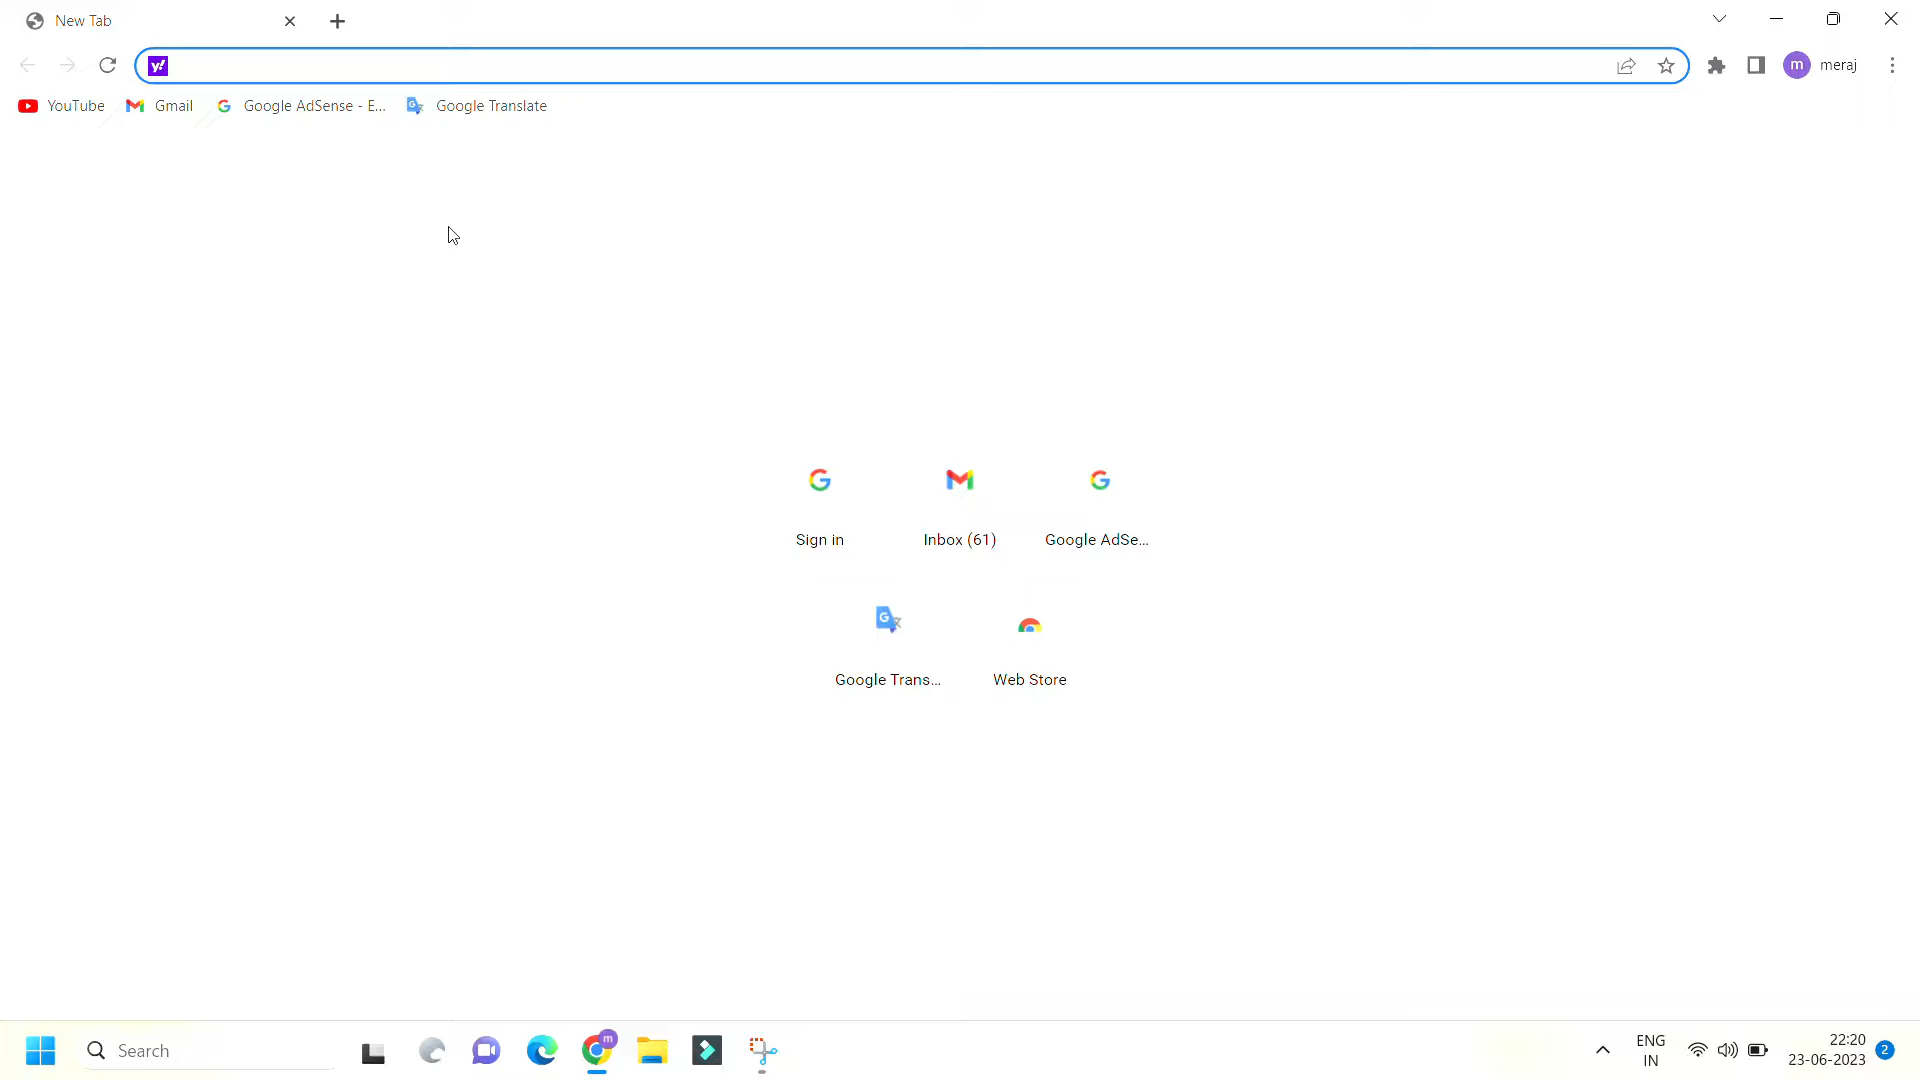 New Tab
y!
m meraj
YouTube Gmail Google AdSense - E... Google Translate
Sign in Inbox (61) Google AdSe...
Google Trans... Web Store
Search
m
ENG
IN
22:20
23-06-2023
2